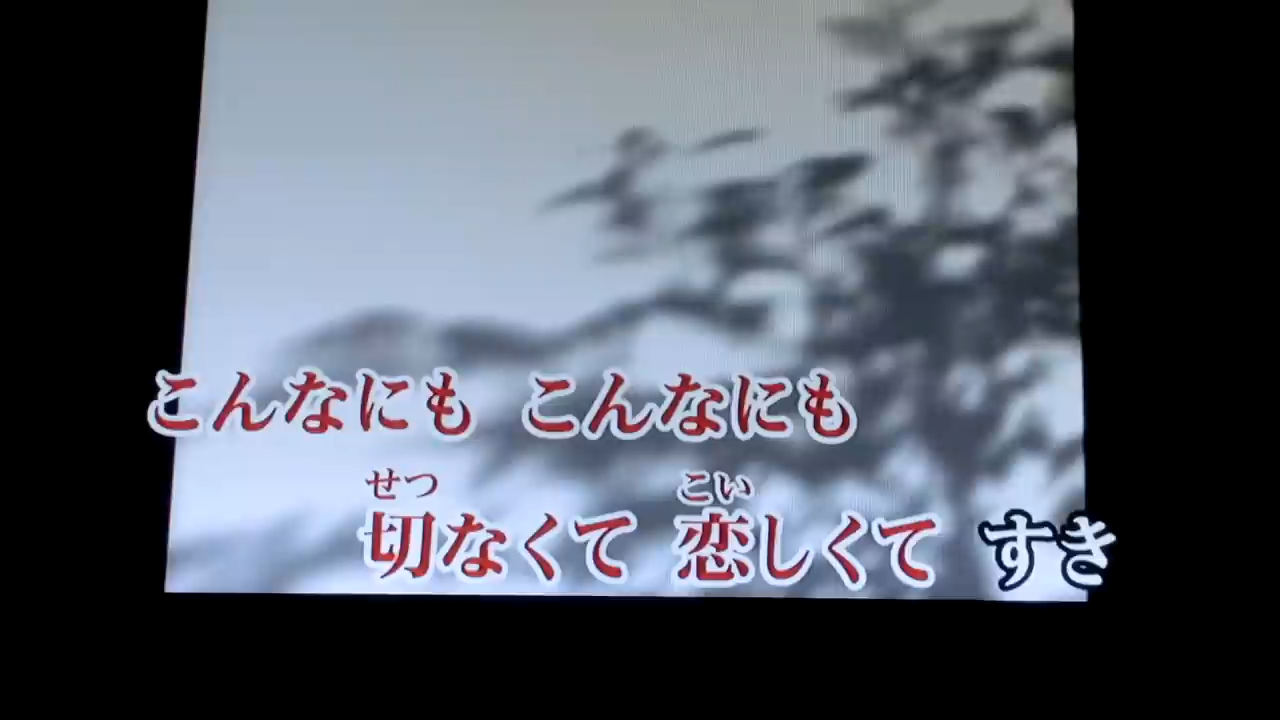 こんなにも こんなにも
せつ こい
切なくて 恋しくて すき